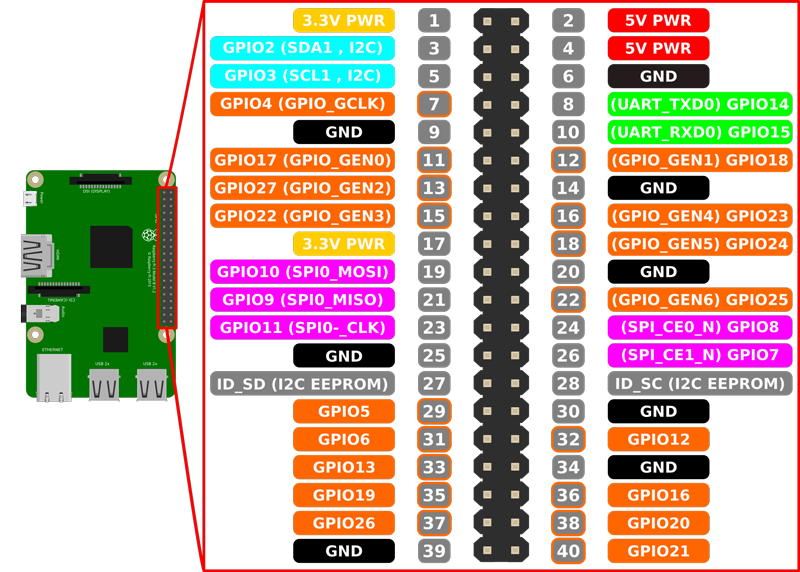 3.3V PWR 1 2 5V PWR
GPIO2 (SDA1 , I2C) 3 4 5V PWR
GPIO3 (SCL1 , I2C) 5 6 GND
GPIO4 (GPIO_GCLK) 7 8 (UART_TXD0) GPIO14
GND 9 10 (UART_RXD0) GPIO15
GPIO17 (GPIO_GEN0) 11 12 (GPIO_GEN1) GPIO18
GPIO27 (GPIO_GEN2) 13 14 GND
GPIO22 (GPIO_GEN3) 15 16 (GPIO_GEN4) GPIO23
3.3V PWR 17 18 (GPIO_GEN5) GPIO24
GPIO10 (SPI0_MOSI) 19 20 GND
GPIO9 (SPI0_MISO) 21 22 (GPIO_GEN6) GPIO25
GPIO11 (SPI0-_CLK) 23 24 (SPI_CE0_N) GPIO8
GND 25 26 (SPI_CE1_N) GPIO7
ID_SD (I2C EEPROM) 27 28 ID_SC (I2C EEPROM)
GPIO5 29 30 GND
GPIO6 31 32 GPIO12
GPIO13 33 34 GND
GPIO19 35 36 GPIO16
GPIO26 37 38 GPIO20
GND 39 40 GPIO21
DSI (DISPLAY)
Power
HDMI
CSI (CAMERA)
Audio
ETHERNET
USB 2x
USB 2x